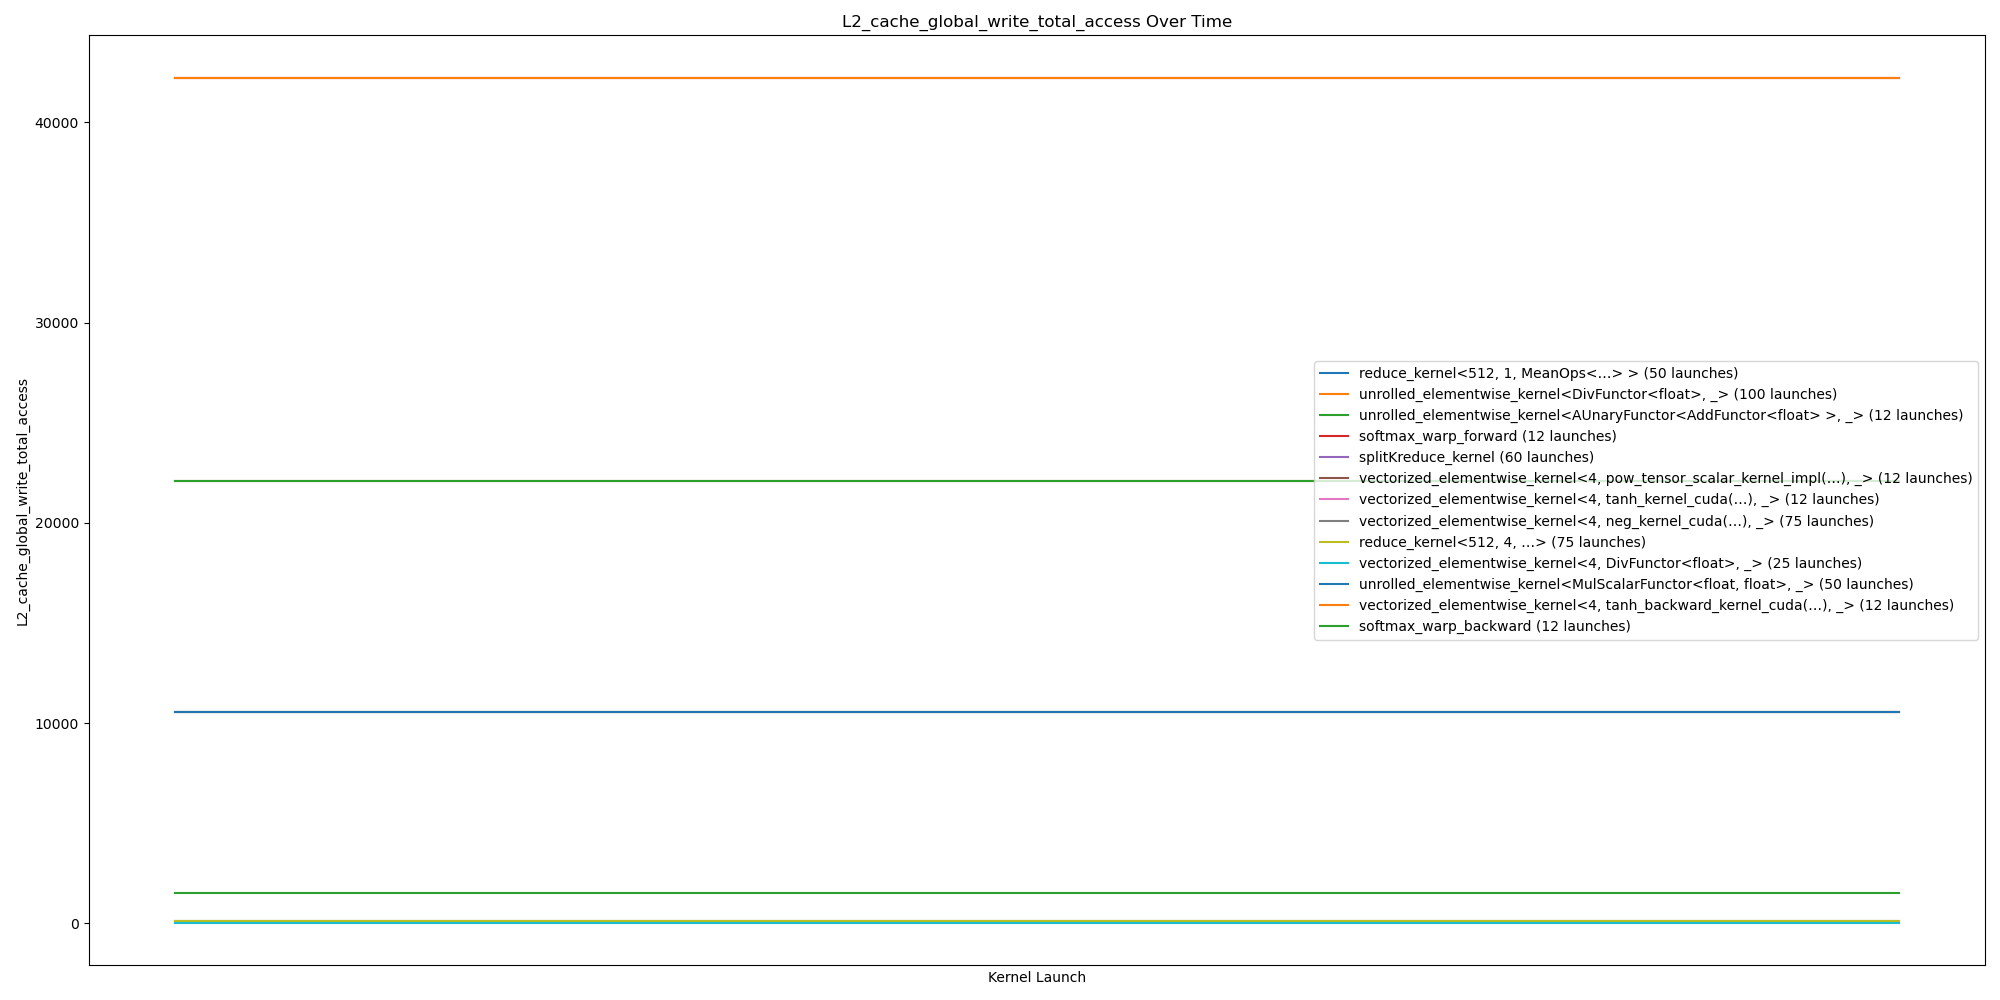 L2_cache_global_write_total_access Over Time
L2_cache_global_write_total_access
40000
30000
20000
10000
0
reduce_kernel<512, 1, MeanOps<...> > (50 launches)
unrolled_elementwise_kernel<DivFunctor<float>, _> (100 launches)
unrolled_elementwise_kernel<AUnaryFunctor<AddFunctor<float> >, _> (12 launches)
softmax_warp_forward (12 launches)
splitKreduce_kernel (60 launches)
vectorized_elementwise_kernel<4, pow_tensor_scalar_kernel_impl(...), _> (12 launches)
vectorized_elementwise_kernel<4, tanh_kernel_cuda(...), _> (12 launches)
vectorized_elementwise_kernel<4, neg_kernel_cuda(...), _> (75 launches)
reduce_kernel<512, 4, ...> (75 launches)
vectorized_elementwise_kernel<4, DivFunctor<float>, _> (25 launches)
unrolled_elementwise_kernel<MulScalarFunctor<float, float>, _> (50 launches)
vectorized_elementwise_kernel<4, tanh_backward_kernel_cuda(...), _> (12 launches)
softmax_warp_backward (12 launches)
Kernel Launch